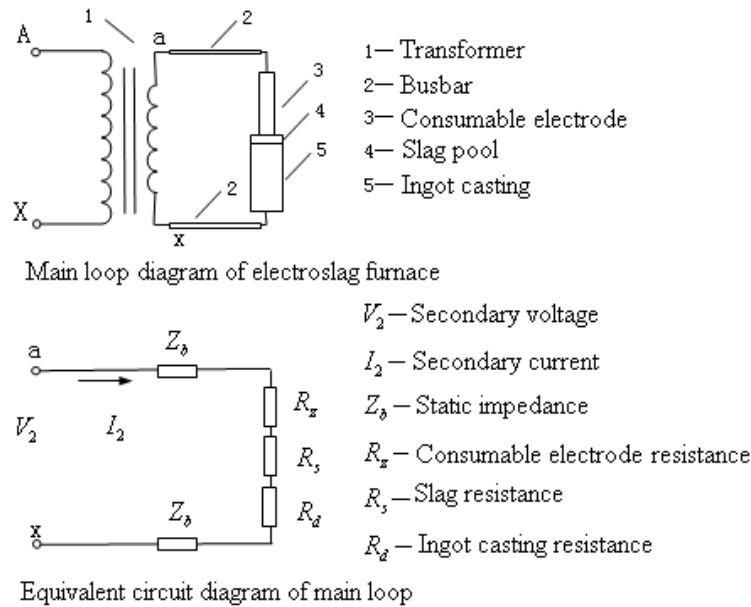 1
2
A
a
3
4
5
2
X
x
1— Transformer
2— Busbar
3— Consumable electrode
4— Slag pool
5— Ingot casting
Main loop diagram of electroslag furnace
a
Z_b
V_2
I_2
R_z
R_s
R_d
Z_b
x
V_2— Secondary voltage
I_2— Secondary current
Z_b— Static impedance
R_z— Consumable electrode resistance
R_s—Slag resistance
R_d— Ingot casting resistance
Equivalent circuit diagram of main loop